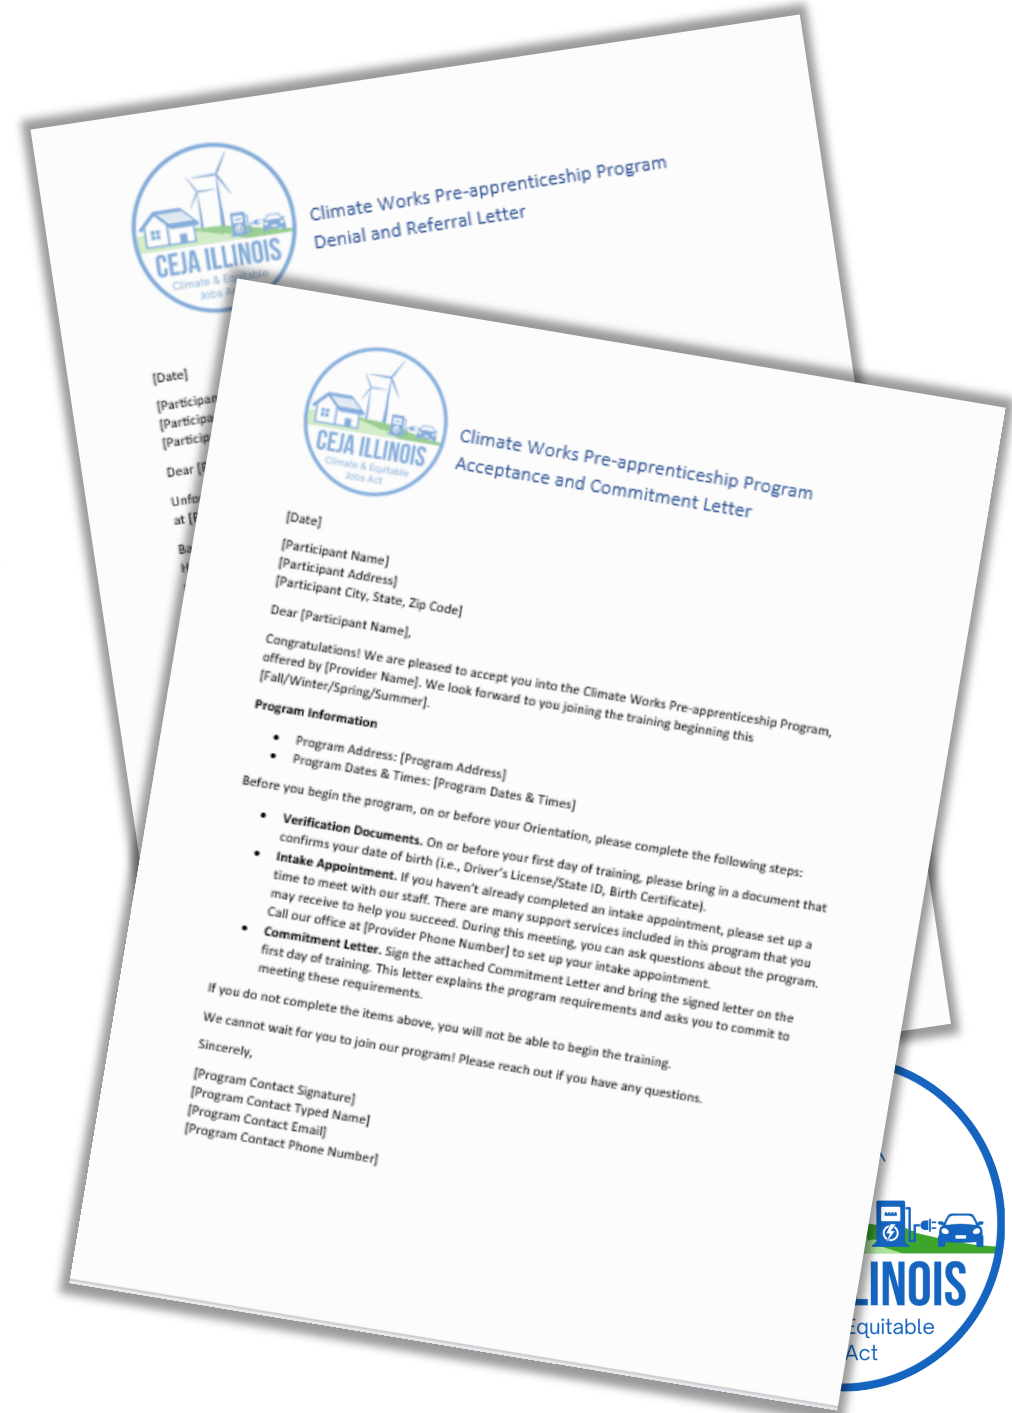 Climate Works Pre-apprenticeship Program
Denial and Referral Letter
CEJA ILLINOIS
Climate & Equitable
Jobs A
[Date]
[Participan
[Participa
[Particip
Dear [
Unfo
at [
Ba
Climate Works Pre-apprenticeship Program
Acceptance and Commitment Letter
CEJA ILLINOIS
Climate & Equitable
Jobs Act
[Date]
[Participant Name]
[Participant Address]
[Participant City, State, Zip Code]
Dear [Participant Name],
Congratulations! We are pleased to accept you into the Climate Works Pre-apprenticeship Program,
offered by [Provider Name]. We look forward to you joining the training beginning this
[Fall/Winter/Spring/Summer].
Program Information
• Program Address: [Program Address]
• Program Dates & Times: [Program Dates & Times]
Before you begin the program, on or before your Orientation, please complete the following steps:
• Verification Documents. On or before your first day of training, please bring in a document that
confirms your date of birth (i.e., Driver's License/State ID, Birth Certificate).
• Intake Appointment. If you haven't already completed an intake appointment, please set up a
time to meet with our staff. There are many support services included in this program that you
may receive to help you succeed. During this meeting, you can ask questions about the program.
Call our office at [Provider Phone Number] to set up your intake appointment.
• Commitment Letter. Sign the attached Commitment Letter and bring the signed letter on the
first day of training. This letter explains the program requirements and asks you to commit to
meeting these requirements.
If you do not complete the items above, you will not be able to begin the training.
We cannot wait for you to join our program! Please reach out if you have any questions.
Sincerely,
[Program Contact Signature]
[Program Contact Typed Name]
[Program Contact Email]
[Program Contact Phone Number]
LINOIS
Equitable
Act